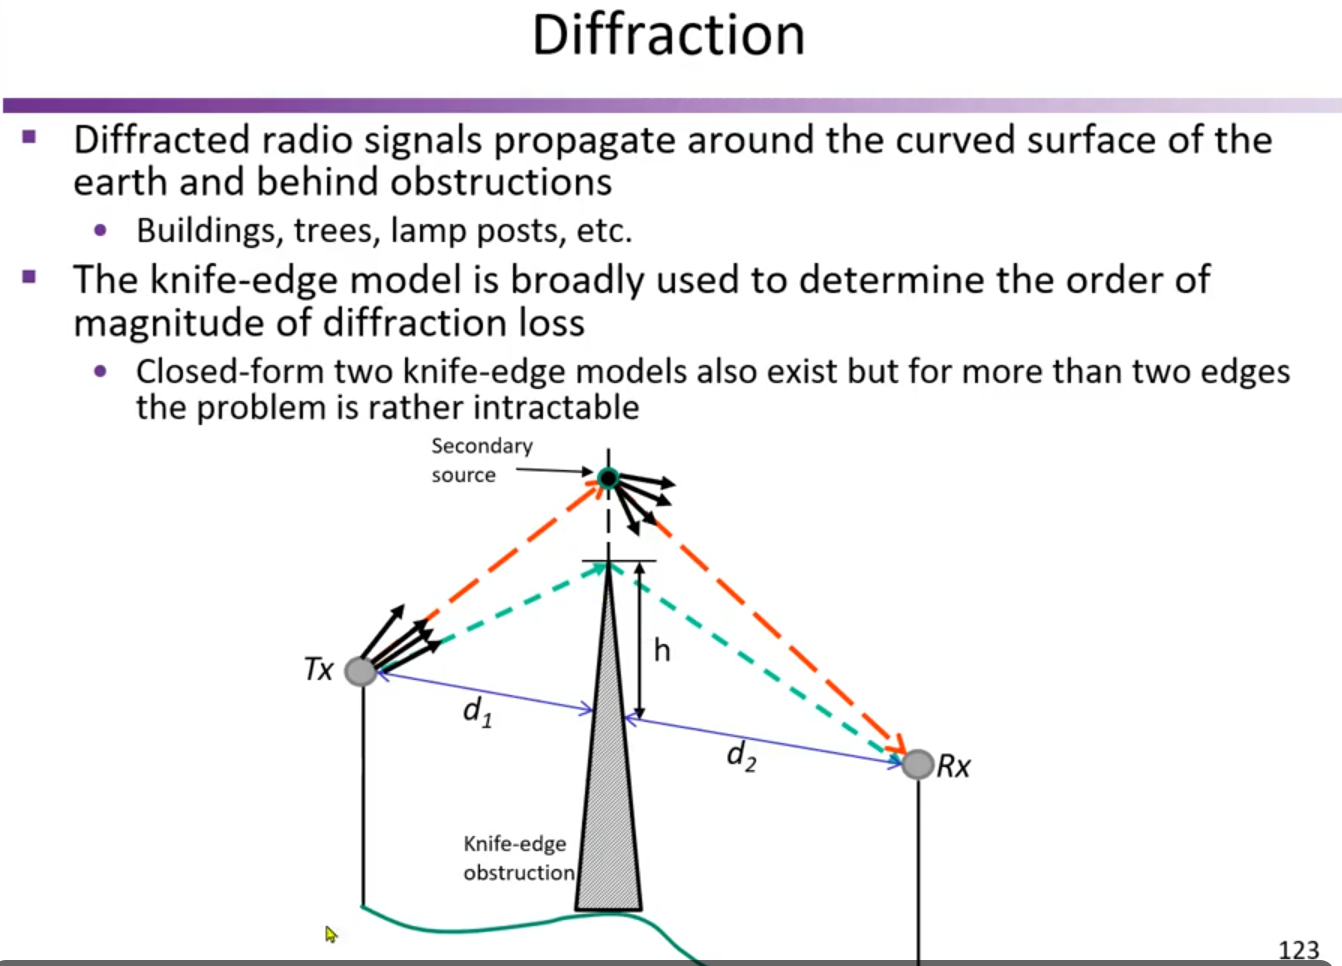 Diffraction
▪ Diffracted radio signals propagate around the curved surface of the
earth and behind obstructions
• Buildings, trees, lamp posts, etc.
▪ The knife-edge model is broadly used to determine the order of
magnitude of diffraction loss
• Closed-form two knife-edge models also exist but for more than two edges
the problem is rather intractable
Secondary
source
h
Tx
d₁
d₂
Rx
Knife-edge
obstruction
123